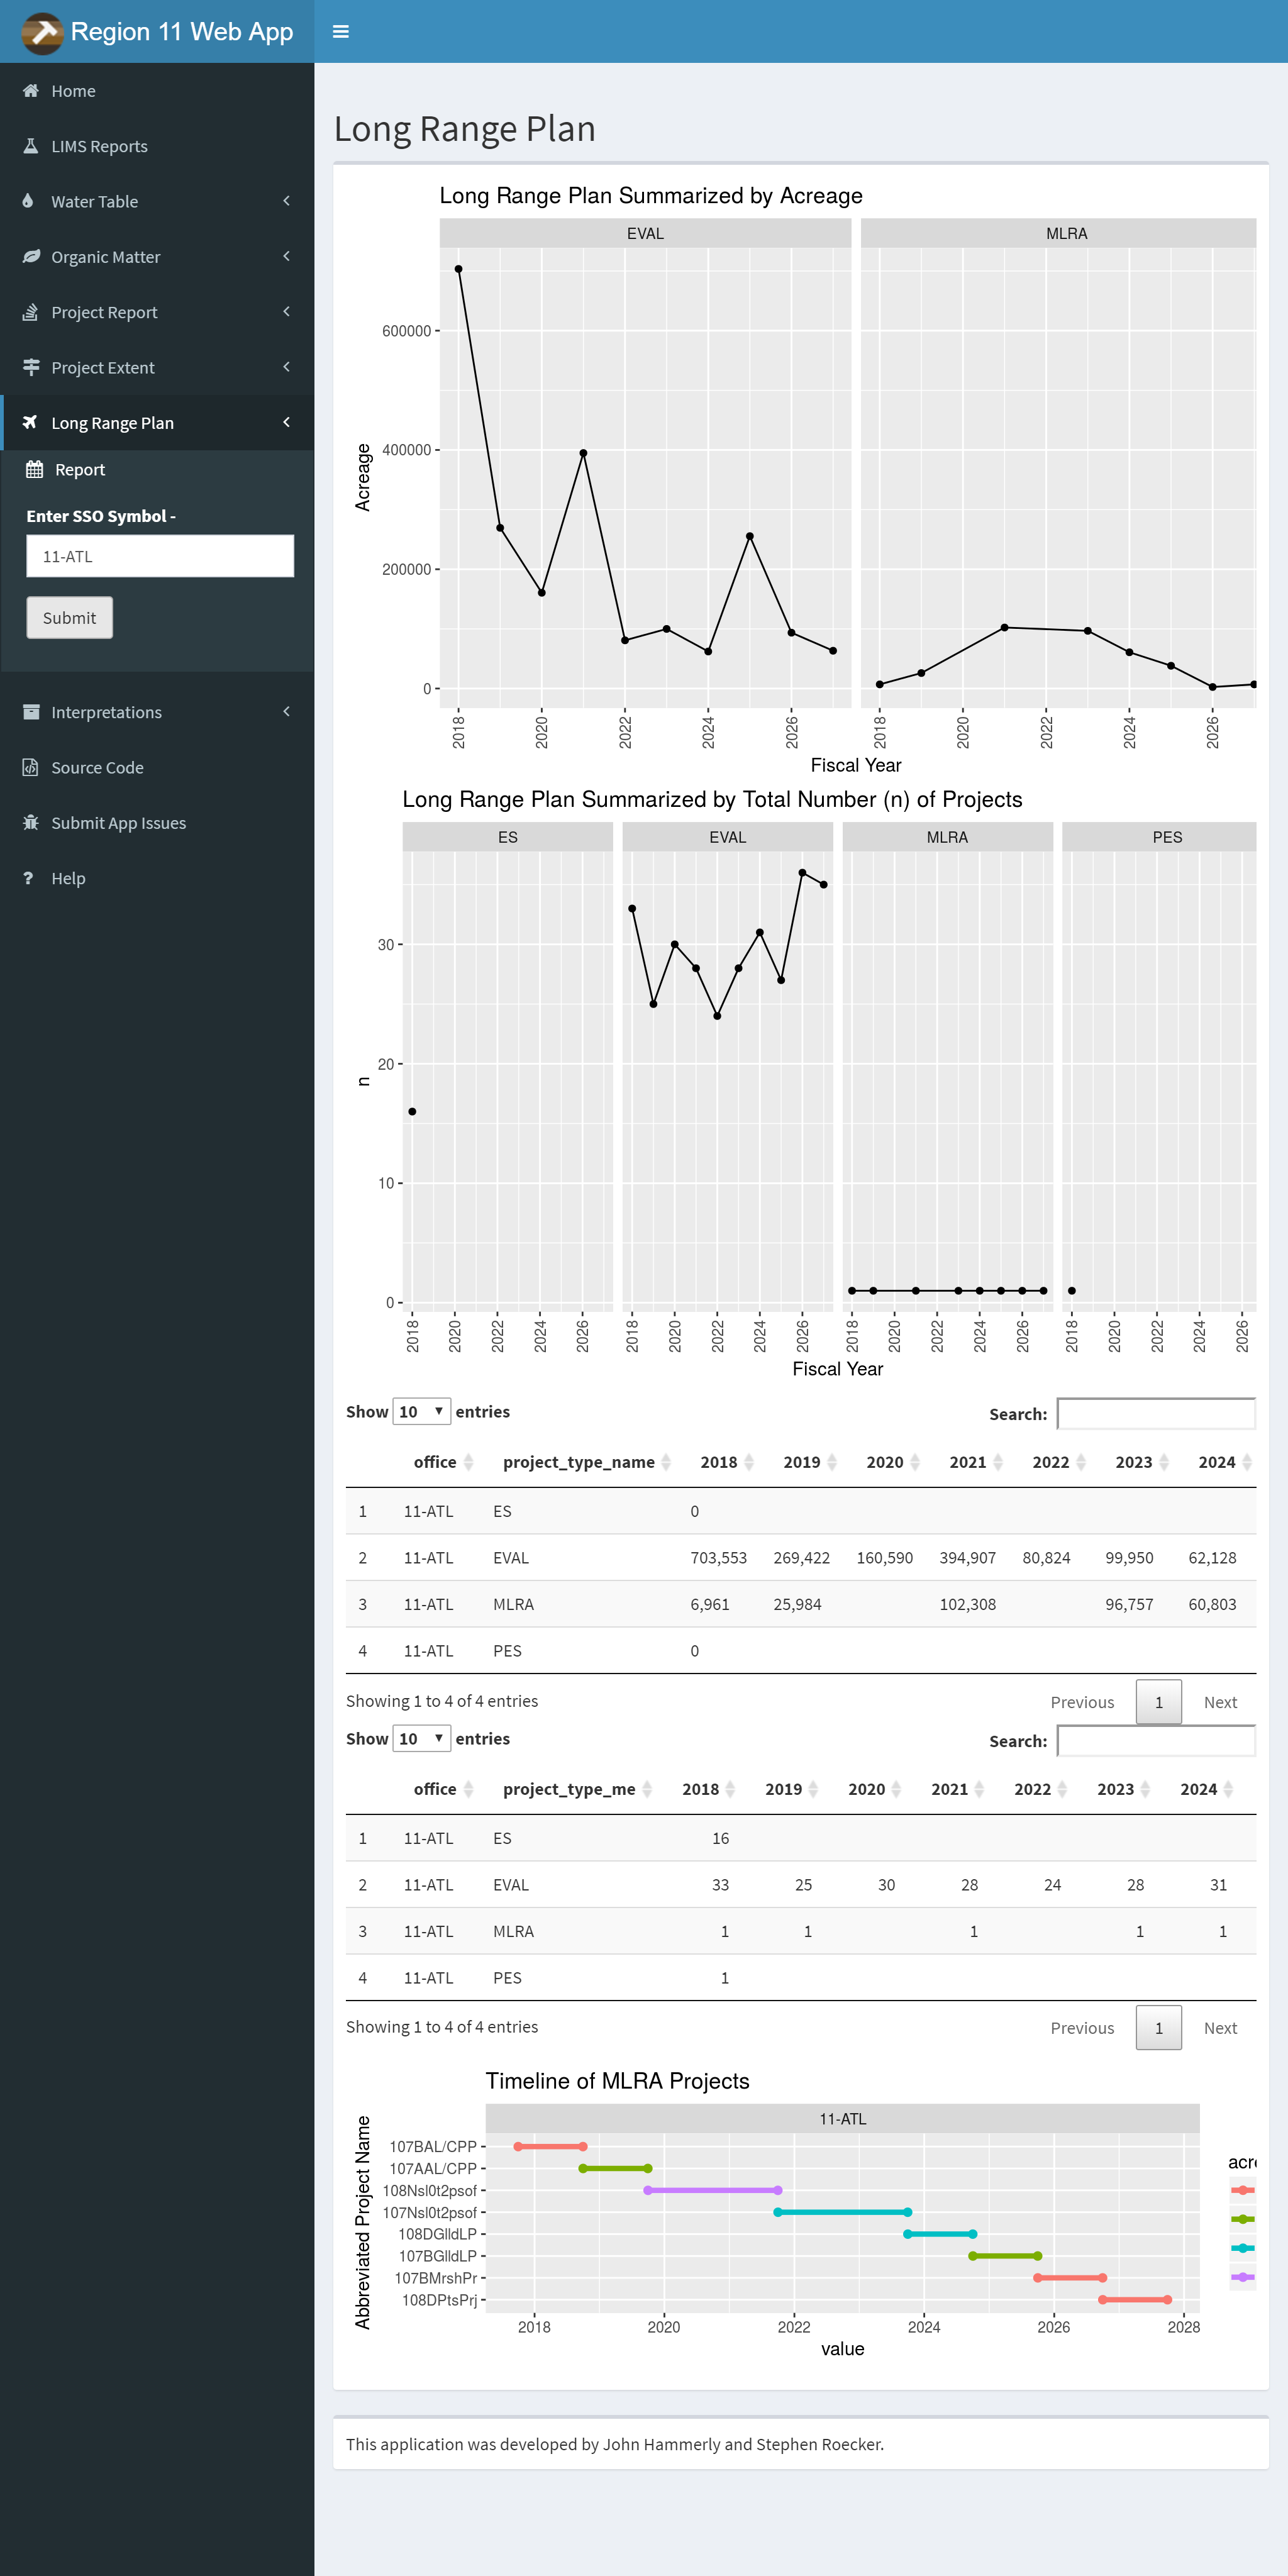 Region 11 Web App
Home
LIMS Reports
Water Table
Organic Matter
Project Report
Project Extent
Long Range Plan
Report
Enter SSO Symbol -
11-ATL
Submit
Interpretations
Source Code
Submit App Issues
Help
Long Range Plan
Long Range Plan Summarized by Acreage
EVAL MLRA
Acreage
600000
400000
200000
0
2018 2020 2022 2024 2026 2018 2020 2022 2024 2026
Fiscal Year
Long Range Plan Summarized by Total Number (n) of Projects
ES EVAL MLRA PES
n
30
20
10
0
2018 2020 2022 2024 2026 2018 2020 2022 2024 2026 2018 2020 2022 2024 2026 2018 2020 2022 2024 2026
Fiscal Year
Show 10 entries Search:
office project_type_name 2018 2019 2020 2021 2022 2023 2024
1 11-ATL ES 0
2 11-ATL EVAL 703,553 269,422 160,590 394,907 80,824 99,950 62,128
3 11-ATL MLRA 6,961 25,984 102,308 96,757 60,803
4 11-ATL PES 0
Showing 1 to 4 of 4 entries Previous 1 Next
Show 10 entries Search:
office project_type_me 2018 2019 2020 2021 2022 2023 2024
1 11-ATL ES 16
2 11-ATL EVAL 33 25 30 28 24 28 31
3 11-ATL MLRA 1 1 1 1 1
4 11-ATL PES 1
Showing 1 to 4 of 4 entries Previous 1 Next
Timeline of MLRA Projects
11-ATL
Abbreviated Project Name
107BAL/CPP
107AAL/CPP
108Nsl0t2psof
107Nsl0t2psof
108DGlldLP
107BGlldLP
107BMrshPr
108DPtsPrj
2018 2020 2022 2024 2026 2028
value
This application was developed by John Hammerly and Stephen Roecker.